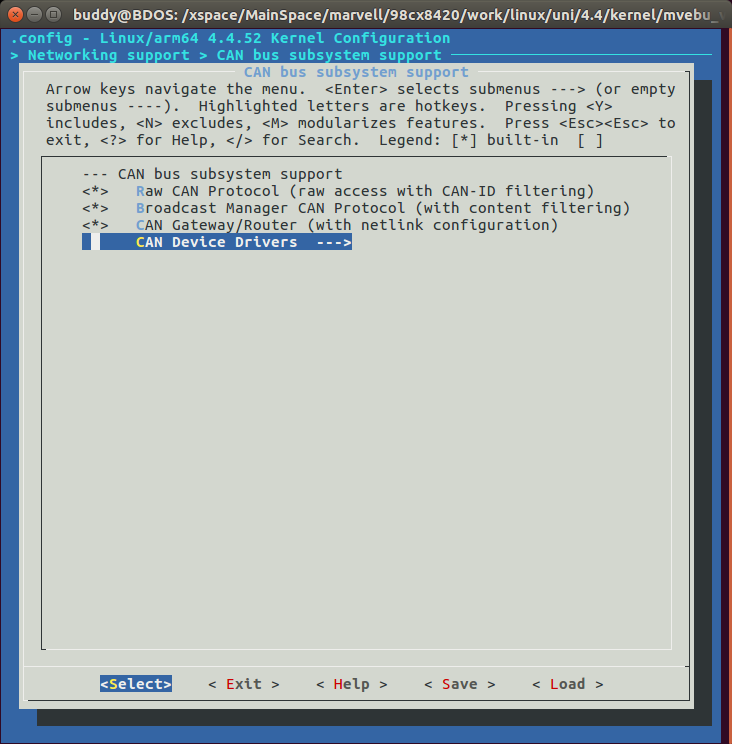 buddy@BDOS: /xspace/MainSpace/marvell/98cx8420/work/linux/uni/4.4/kernel/mvebu_
.config - Linux/arm64 4.4.52 Kernel Configuration
> Networking support > CAN bus subsystem support
CAN bus subsystem support
Arrow keys navigate the menu.  <Enter> selects submenus ---> (or empty
submenus ----).  Highlighted letters are hotkeys.  Pressing <Y>
includes, <N> excludes, <M> modularizes features.  Press <Esc><Esc> to
exit, <?> for Help, </> for Search.  Legend: [*] built-in  [ ]
--- CAN bus subsystem support
<*>   Raw CAN Protocol (raw access with CAN-ID filtering)
<*>   Broadcast Manager CAN Protocol (with content filtering)
<*>   CAN Gateway/Router (with netlink configuration)
CAN Device Drivers  --->
<Select>    < Exit >    < Help >    < Save >    < Load >